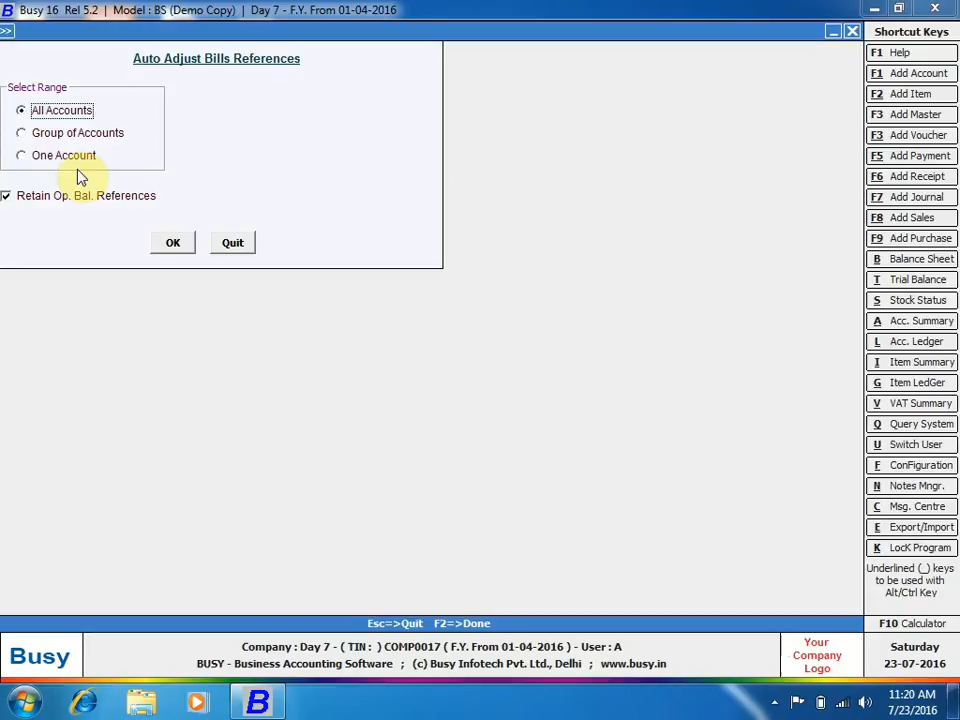 Busy 16 Rel 5.2 | Model : BS (Demo Copy) | Day 7 - F.Y. From 01-04-2016
>>
Auto Adjust Bills References
Select Range
All Accounts
Group of Accounts
One Account
Retain Op. Bal. References
OK
Quit
Shortcut Keys
F1 Help
F1 Add Account
F2 Add Item
F3 Add Master
F3 Add Voucher
F5 Add Payment
F6 Add Receipt
F7 Add Journal
F8 Add Sales
F9 Add Purchase
B Balance Sheet
T Trial Balance
S Stock Status
A Acc. Summary
L Acc. Ledger
I Item Summary
G Item LedGer
V VAT Summary
Q Query System
U Switch User
F ConFiguration
N Notes Mngr.
C Msg. Centre
E Export/Import
K LocK Program
Underlined (_) keys
to be used with
Alt/Ctrl Key
Esc=>Quit F2=>Done
F10 Calculator
Busy
Company : Day 7 - ( TIN : ) COMP0017 ( F.Y. From 01-04-2016 ) - User : A
BUSY - Business Accounting Software ; (c) Busy Infotech Pvt. Ltd., Delhi ; www.busy.in
Your
Company
Logo
Saturday
23-07-2016
11:20 AM
7/23/2016